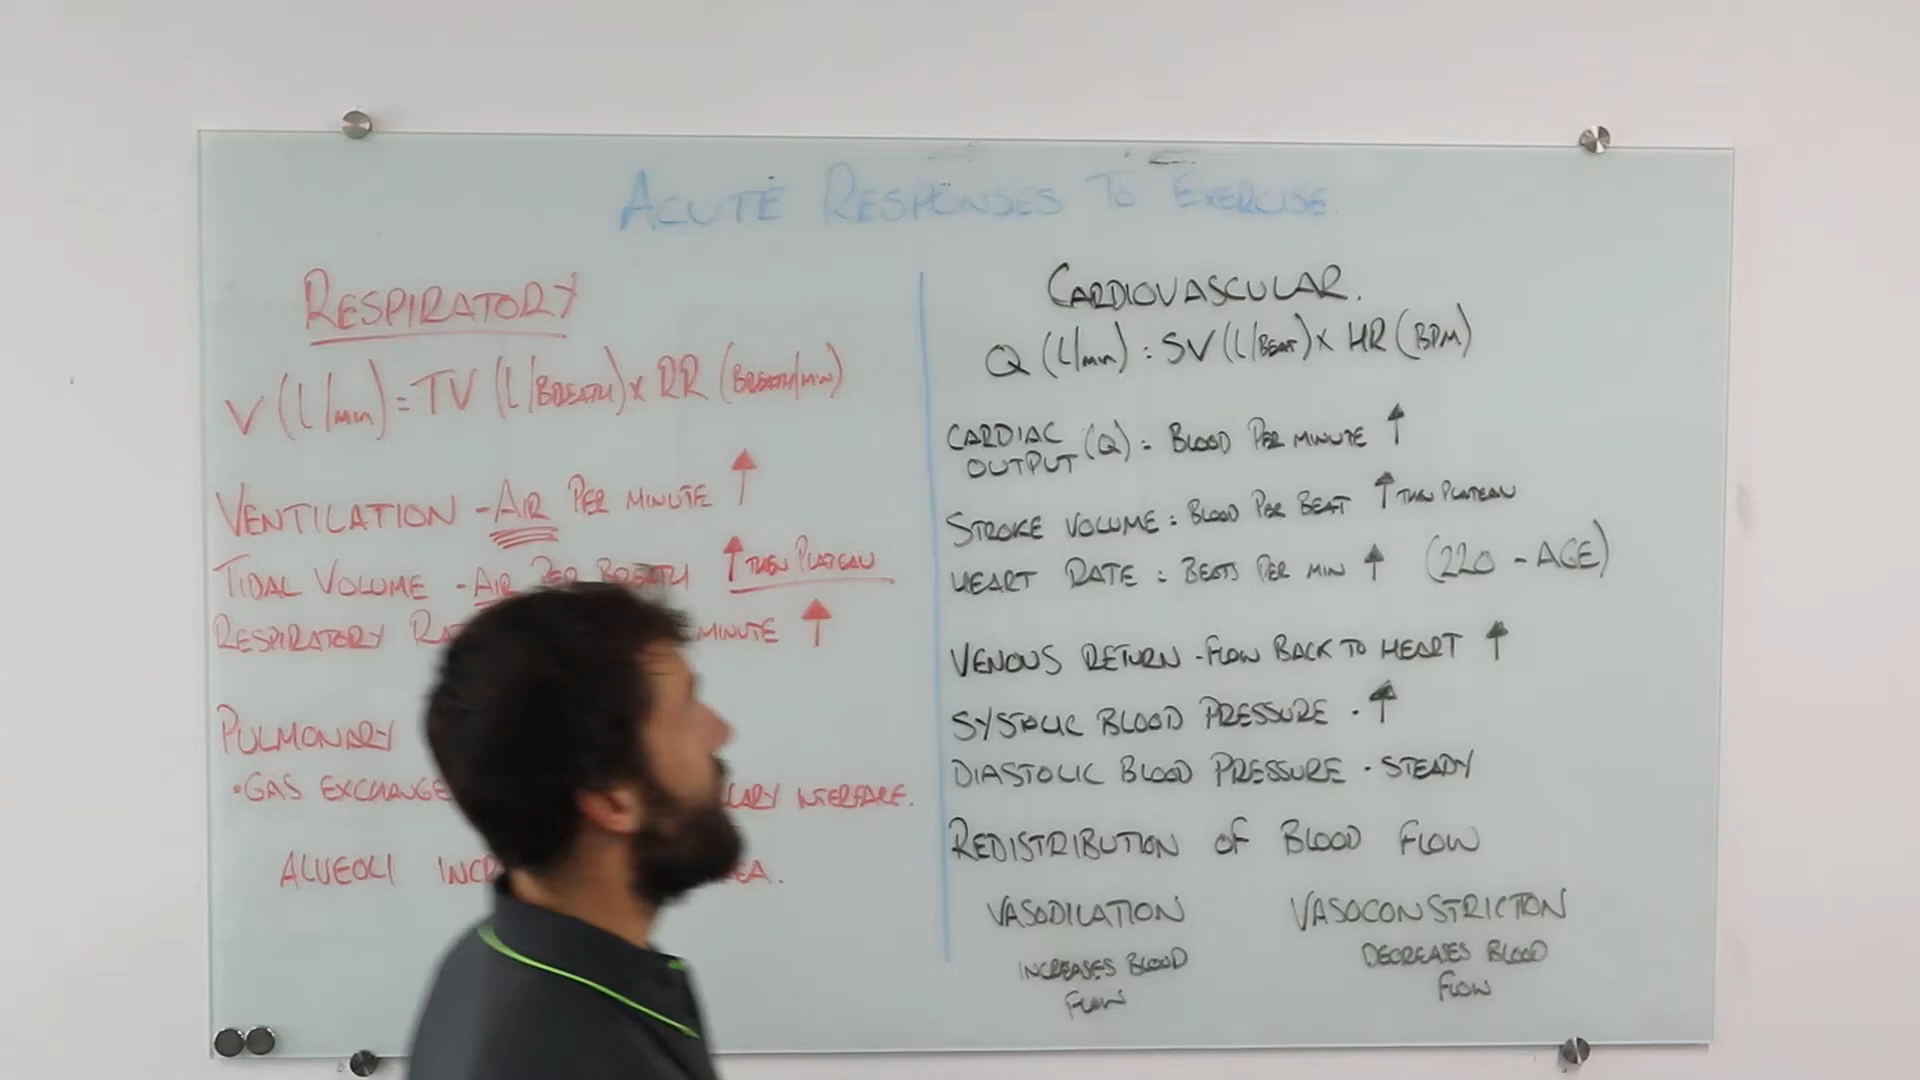 ACUTE RESPONSES TO EXERCISE.
RESPIRATORY
V (L/min) = TV (L/BREATH) x RR (BREATH/MIN)
VENTILATION - AIR PER MINUTE ↑
TIDAL VOLUME - AIR PER BREATH ↑ THEN PLATEAU
RESPIRATORY MINUTE ↑
PULMONARY
• GAS EXCHANGE INTERFACE.
ALVEOLI
CARDIOVASCULAR.
Q (L/min) = SV (L/BEAT) x HR (BPM)
CARDIAC OUTPUT (Q) = BLOOD PER MINUTE ↑
STROKE VOLUME = BLOOD PER BEAT ↑ THEN PLATEAU
HEART RATE = BEATS PER MIN ↑ (220 - AGE)
VENOUS RETURN - FLOW BACK TO HEART ↑
SYSTOLIC BLOOD PRESSURE • ↑
DIASTOLIC BLOOD PRESSURE • STEADY
REDISTRIBUTION OF BLOOD FLOW
VASODILATION
INCREASES BLOOD
FLOW
VASOCONSTRICTION
DECREASES BLOOD
FLOW